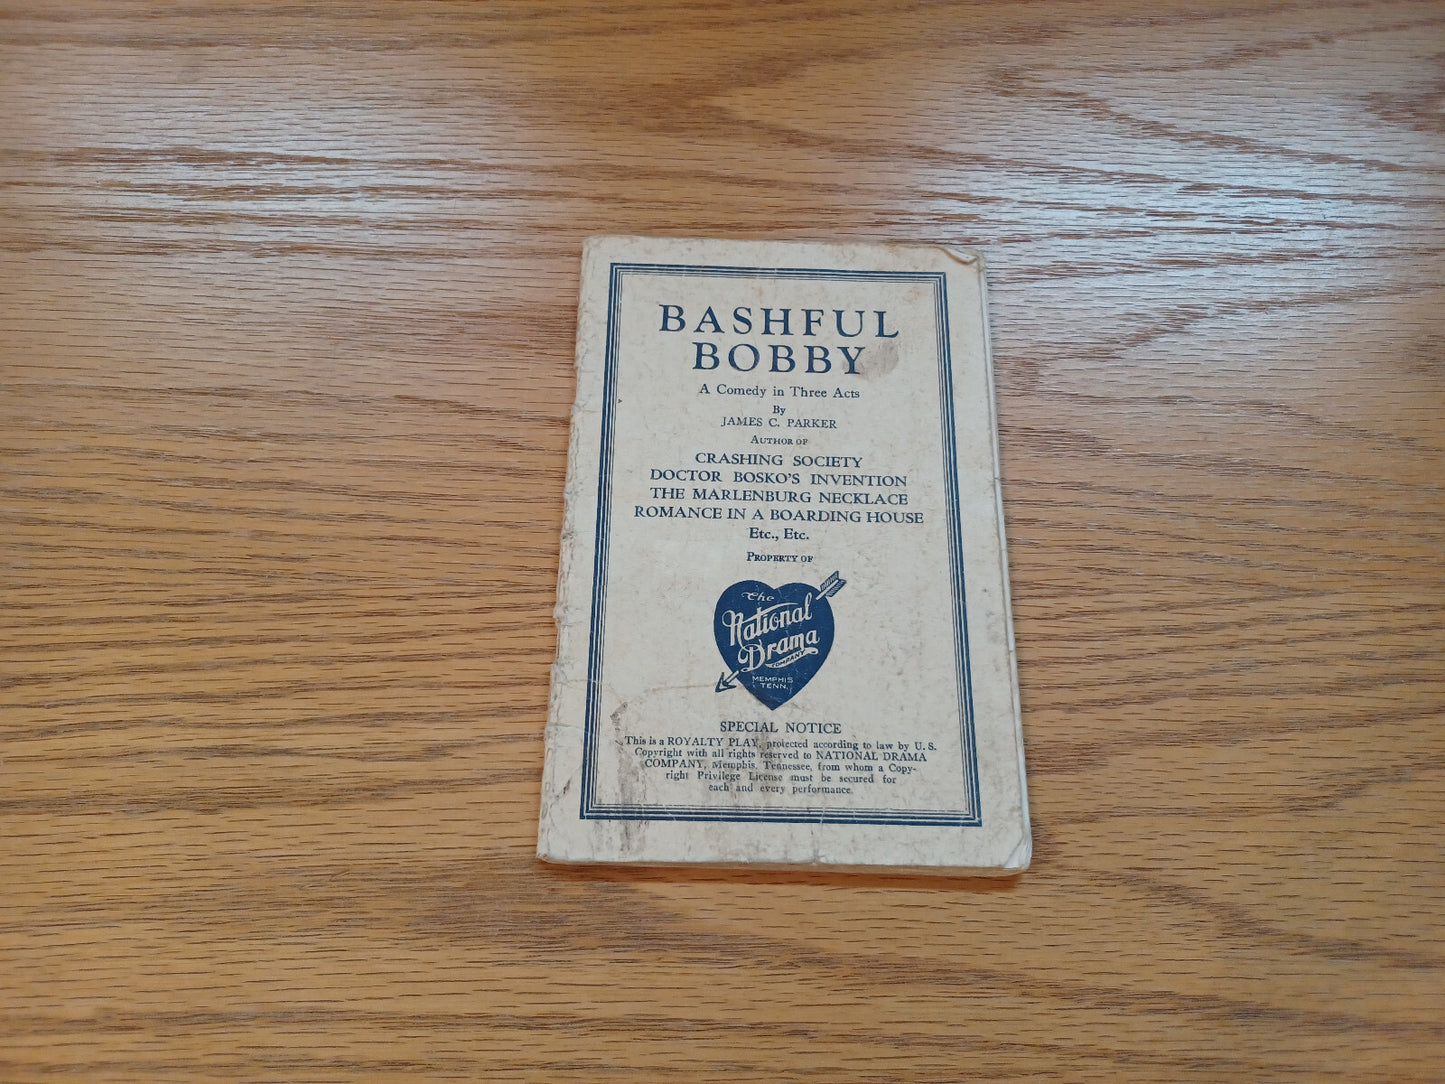 BASHFUL
BOBBY
A Comedy in Three Acts
By
JAMES C. PARKER
AUTHOR OF
CRASHING SOCIETY
DOCTOR BOSKO'S INVENTION
THE MARLENBURG NECKLACE
ROMANCE IN A BOARDING HOUSE
Etc., Etc.
PROPERTY OF
The
National
Drama
COMPANY
MEMPHIS
TENN.
SPECIAL NOTICE
This is a ROYALTY PLAY, protected according to law by U. S.
Copyright with all rights reserved to NATIONAL DRAMA
COMPANY, Memphis, Tennessee, from whom a Copy-
right Privilege License must be secured for
each and every performance.